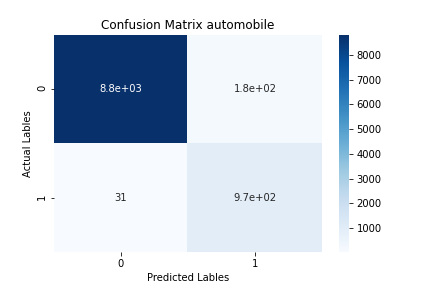 Confusion Matrix automobile
Actual Lables
0
1
8.8e+03
1.8e+02
31
9.7e+02
0
1
Predicted Lables
8000
7000
6000
5000
4000
3000
2000
1000